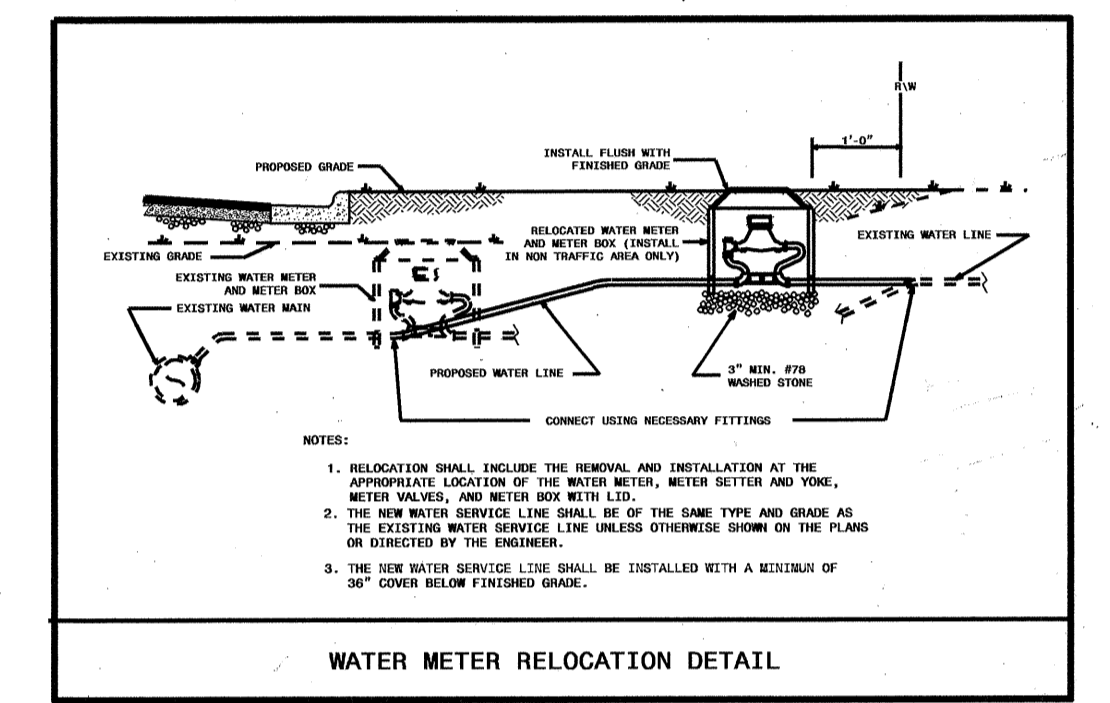 R\W
1'-0"
PROPOSED GRADE
INSTALL FLUSH WITH
FINISHED GRADE
RELOCATED WATER METER
AND METER BOX (INSTALL
IN NON TRAFFIC AREA ONLY)
EXISTING WATER LINE
EXISTING GRADE
EXISTING WATER METER
AND METER BOX
EXISTING WATER MAIN
PROPOSED WATER LINE
3" MIN. #78
WASHED STONE
CONNECT USING NECESSARY FITTINGS
NOTES:
1. RELOCATION SHALL INCLUDE THE REMOVAL AND INSTALLATION AT THE
APPROPRIATE LOCATION OF THE WATER METER, METER SETTER AND YOKE,
METER VALVES, AND METER BOX WITH LID.
2. THE NEW WATER SERVICE LINE SHALL BE OF THE SAME TYPE AND GRADE AS
THE EXISTING WATER SERVICE LINE UNLESS OTHERWISE SHOWN ON THE PLANS
OR DIRECTED BY THE ENGINEER.
3. THE NEW WATER SERVICE LINE SHALL BE INSTALLED WITH A MINIMUN OF
36" COVER BELOW FINISHED GRADE.
WATER METER RELOCATION DETAIL